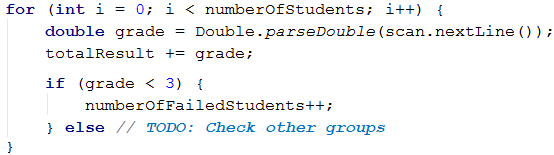 for (int i = 0; i < numberOfStudents; i++) {
    double grade = Double.parseDouble(scan.nextLine());
    totalResult += grade;
    if (grade < 3) {
        numberOfFailedStudents++;
    } else // TODO: Check other groups
}